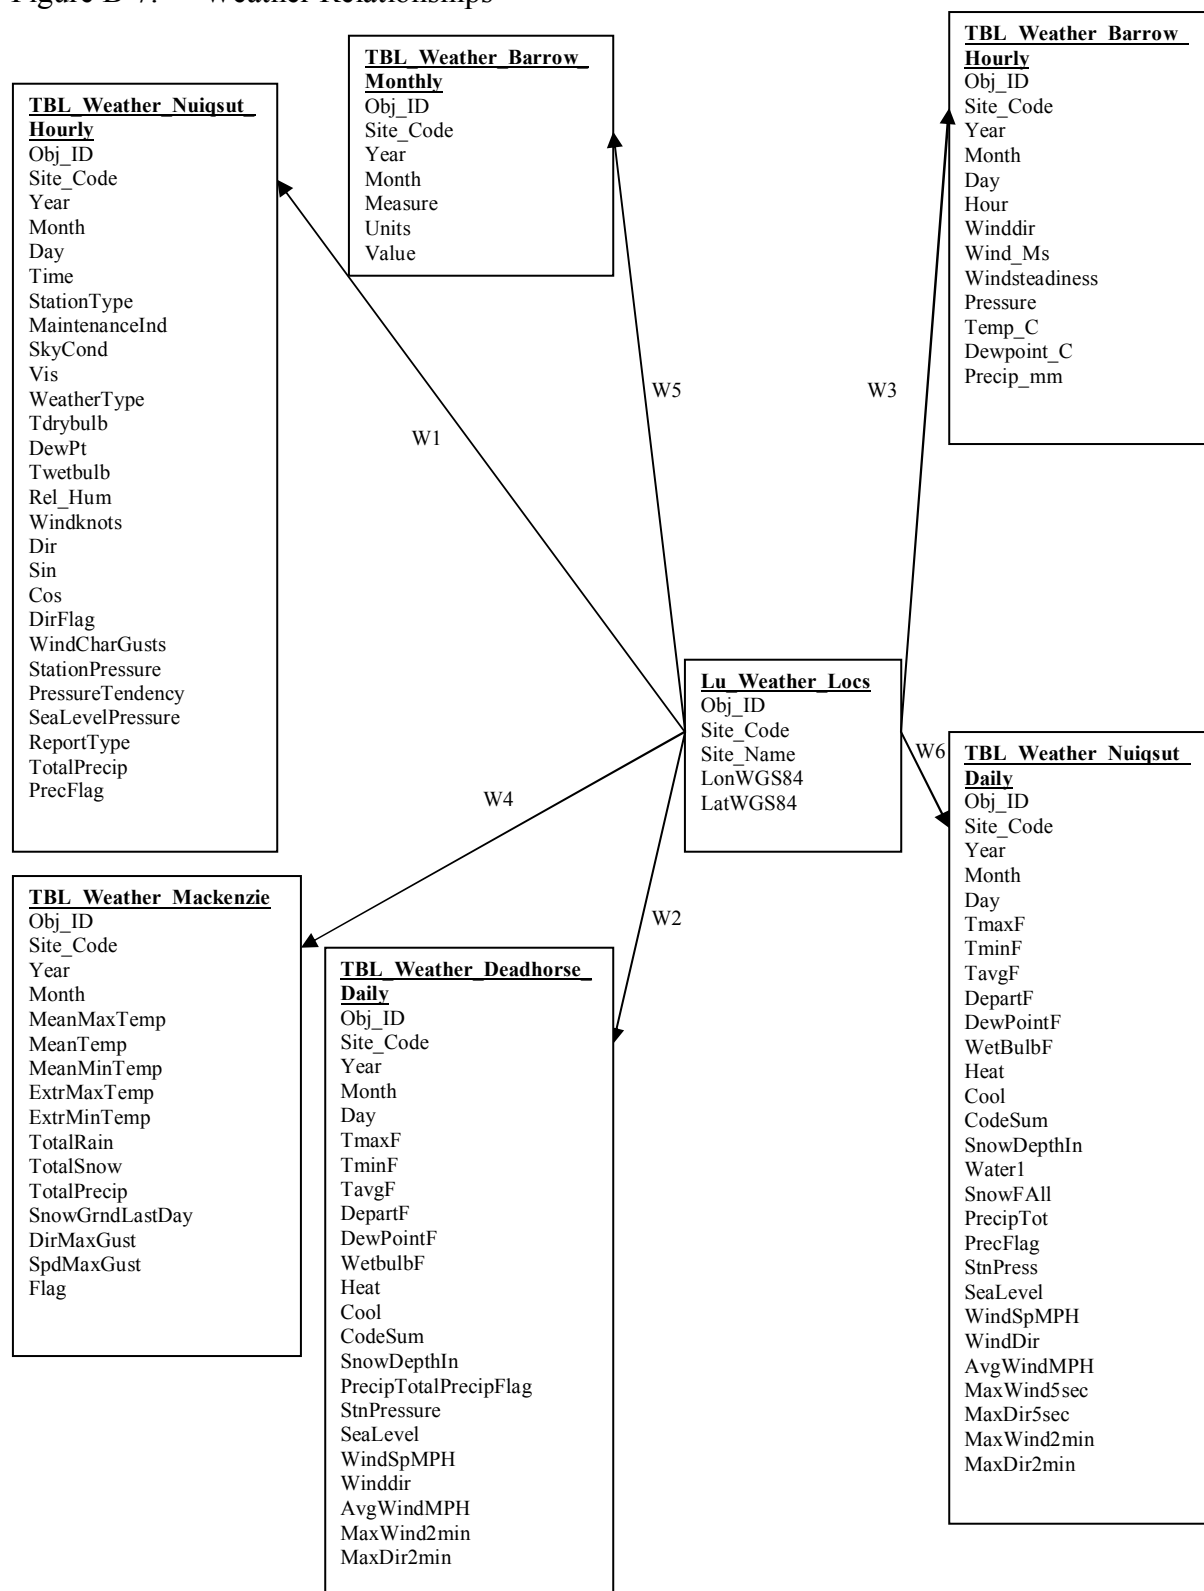 Figure B-7. Weather Relationships
TBL_Weather_Nuiqsut_
Hourly
Obj_ID
Site_Code
Year
Month
Day
Time
StationType
MaintenanceInd
SkyCond
Vis
WeatherType
Tdrybulb
DewPt
Twetbulb
Rel_Hum
Windknots
Dir
Sin
Cos
DirFlag
WindCharGusts
StationPressure
PressureTendency
SeaLevelPressure
ReportType
TotalPrecip
PrecFlag
TBL_Weather_Barrow_
Monthly
Obj_ID
Site_Code
Year
Month
Measure
Units
Value
TBL_Weather_Barrow_
Hourly
Obj_ID
Site_Code
Year
Month
Day
Hour
Winddir
Wind_Ms
Windsteadiness
Pressure
Temp_C
Dewpoint_C
Precip_mm
W1
W5
W3
Lu_Weather_Locs
Obj_ID
Site_Code
Site_Name
LonWGS84
LatWGS84
W4
W2
W6
TBL_Weather_Mackenzie
Obj_ID
Site_Code
Year
Month
MeanMaxTemp
MeanTemp
MeanMinTemp
ExtrMaxTemp
ExtrMinTemp
TotalRain
TotalSnow
TotalPrecip
SnowGrndLastDay
DirMaxGust
SpdMaxGust
Flag
TBL_Weather_Deadhorse_
Daily
Obj_ID
Site_Code
Year
Month
Day
TmaxF
TminF
TavgF
DepartF
DewPointF
WetbulbF
Heat
Cool
CodeSum
SnowDepthIn
PrecipTotalPrecipFlag
StnPressure
SeaLevel
WindSpMPH
Winddir
AvgWindMPH
MaxWind2min
MaxDir2min
TBL_Weather_Nuiqsut_
Daily
Obj_ID
Site_Code
Year
Month
Day
TmaxF
TminF
TavgF
DepartF
DewPointF
WetBulbF
Heat
Cool
CodeSum
SnowDepthIn
Water1
SnowFAll
PrecipTot
PrecFlag
StnPress
SeaLevel
WindSpMPH
WindDir
AvgWindMPH
MaxWind5sec
MaxDir5sec
MaxWind2min
MaxDir2min